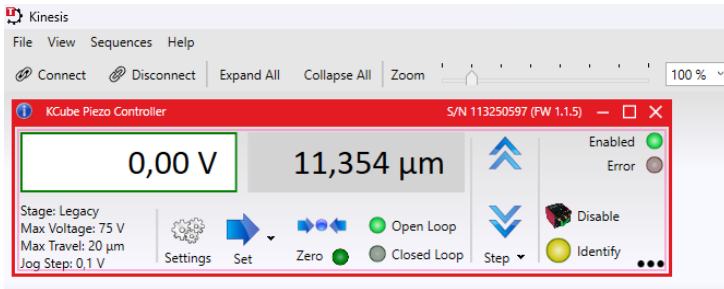 Kinesis
File View Sequences Help
Connect Disconnect Expand All Collapse All Zoom 100 %
KCube Piezo Controller S/N 113250597 (FW 1.1.5)
0,00 V 11,354 µm
Enabled
Error
Stage: Legacy
Max Voltage: 75 V
Max Travel: 20 µm
Jog Step: 0,1 V
Settings
Set
Zero
Open Loop
Closed Loop
Step
Disable
Identify